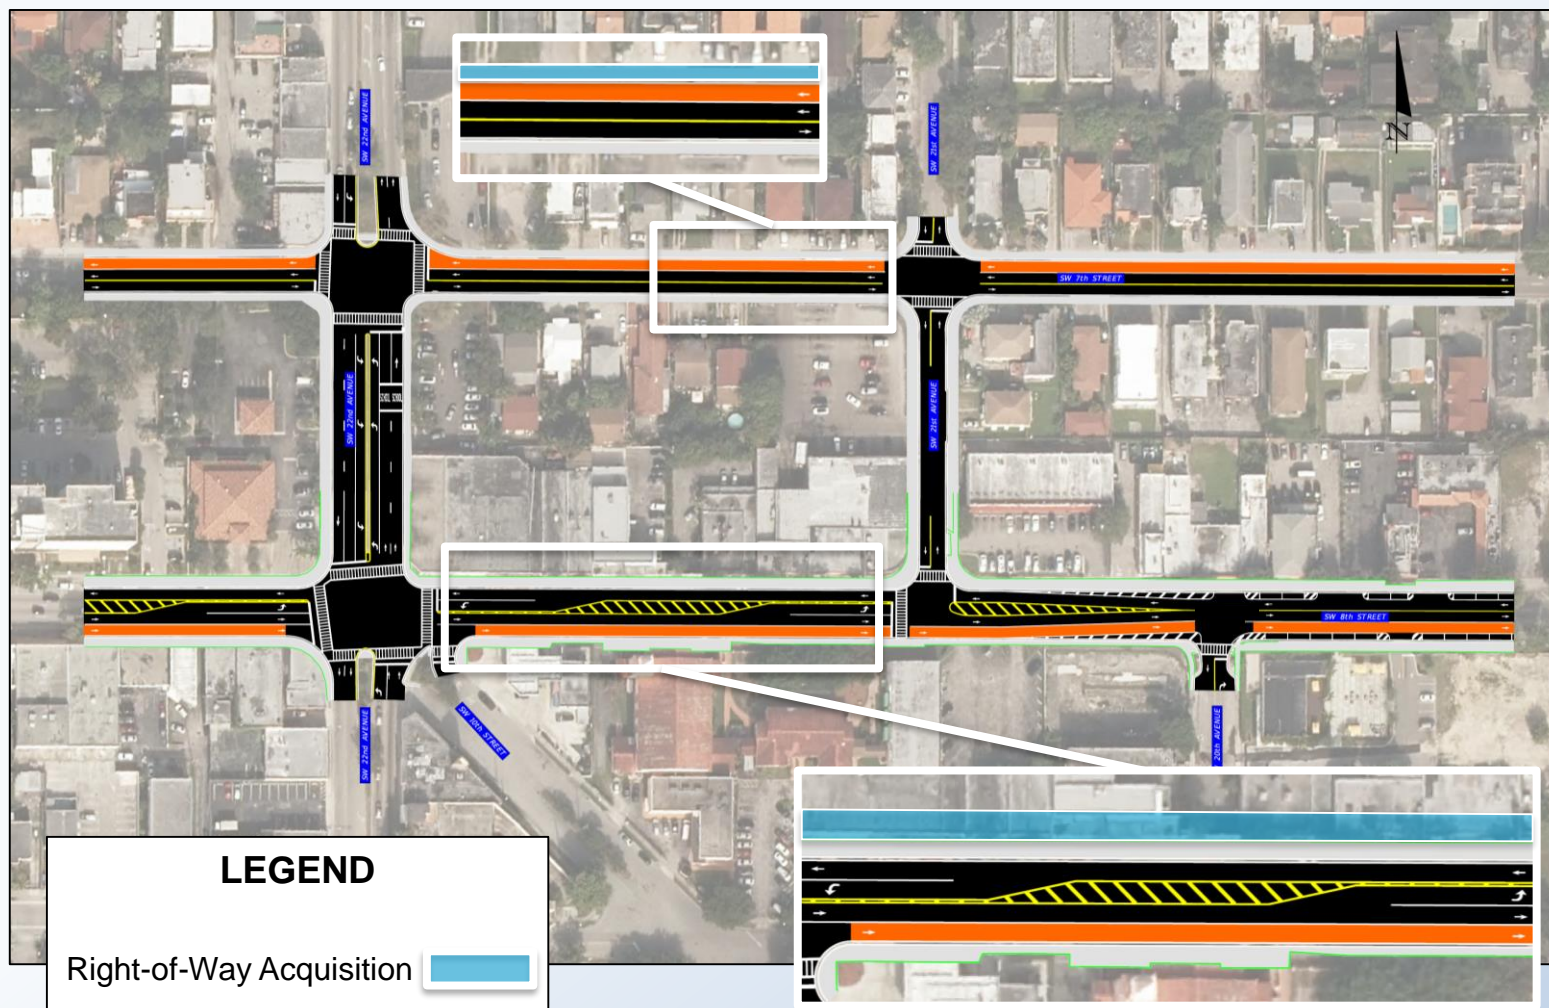 SW 22nd AVENUE
SW 21st AVENUE
N
SW 7th STREET
SW 22nd AVENUE
SCHOOL
SW 21st AVENUE
SW 8th STREET
SW 22nd AVENUE
SW 10th STREET
20th AVENUE
LEGEND
Right-of-Way Acquisition